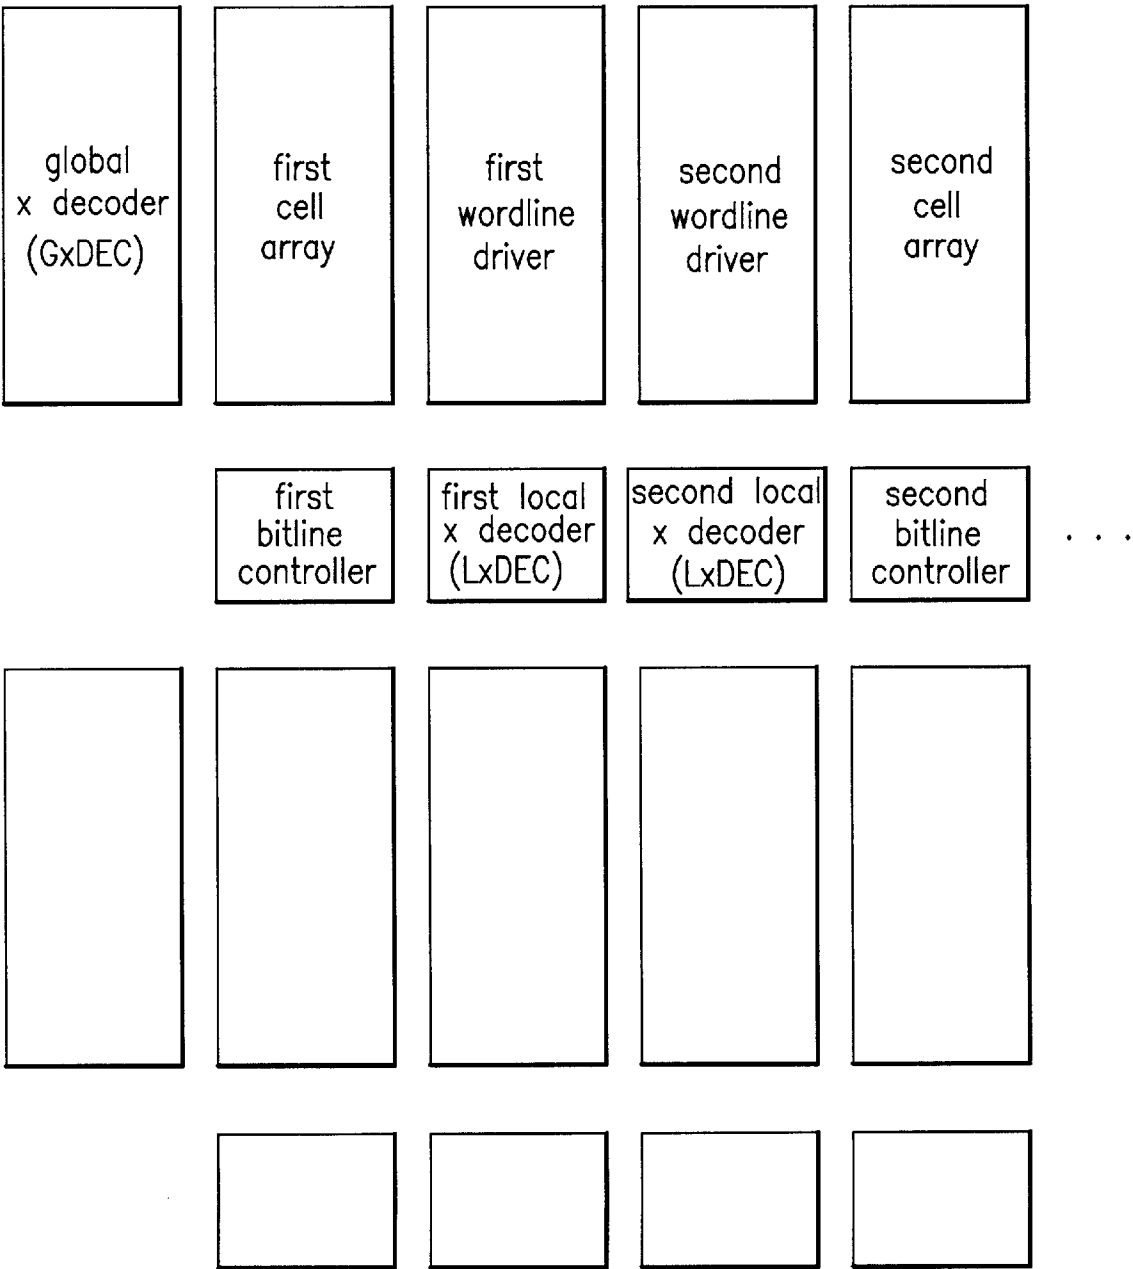 global
x decoder
(GxDEC)
first
cell
array
first
wordline
driver
second
wordline
driver
second
cell
array
first
bitline
controller
first local
x decoder
(LxDEC)
second local
x decoder
(LxDEC)
second
bitline
controller
. . .